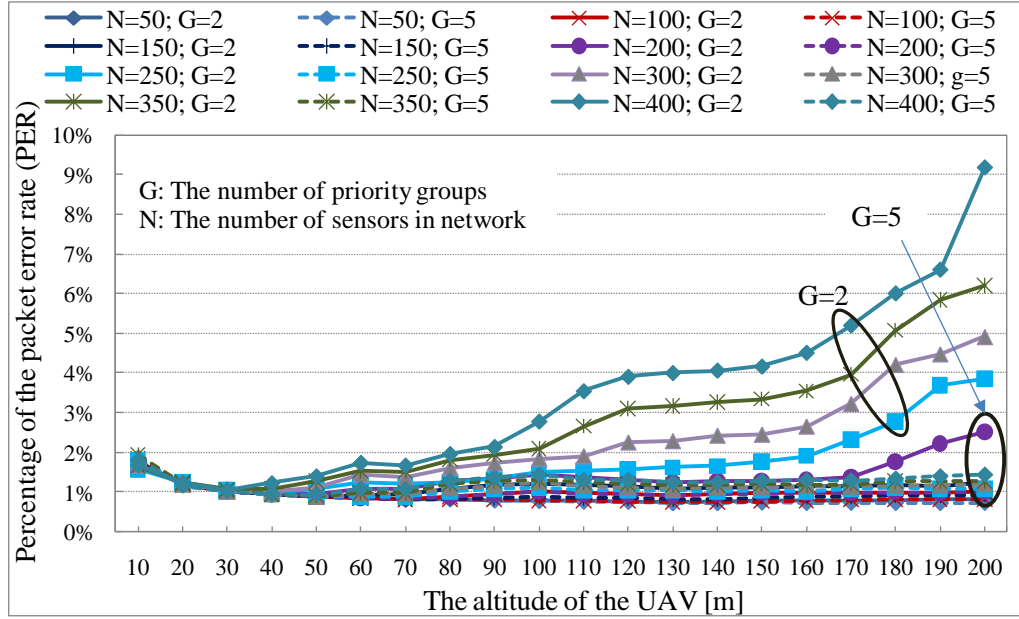 N=50; G=2 N=50; G=5 N=100; G=2 N=100; G=5
N=150; G=2 N=150; G=5 N=200; G=2 N=200; G=5
N=250; G=2 N=250; G=5 N=300; G=2 N=300; g=5
N=350; G=2 N=350; G=5 N=400; G=2 N=400; G=5
Percentage of the packet error rate (PER)
10%
9%
8%
7%
6%
5%
4%
3%
2%
1%
0%
G: The number of priority groups
N: The number of sensors in network
G=5
G=2
10 20 30 40 50 60 70 80 90 100 110 120 130 140 150 160 170 180 190 200
The altitude of the UAV [m]